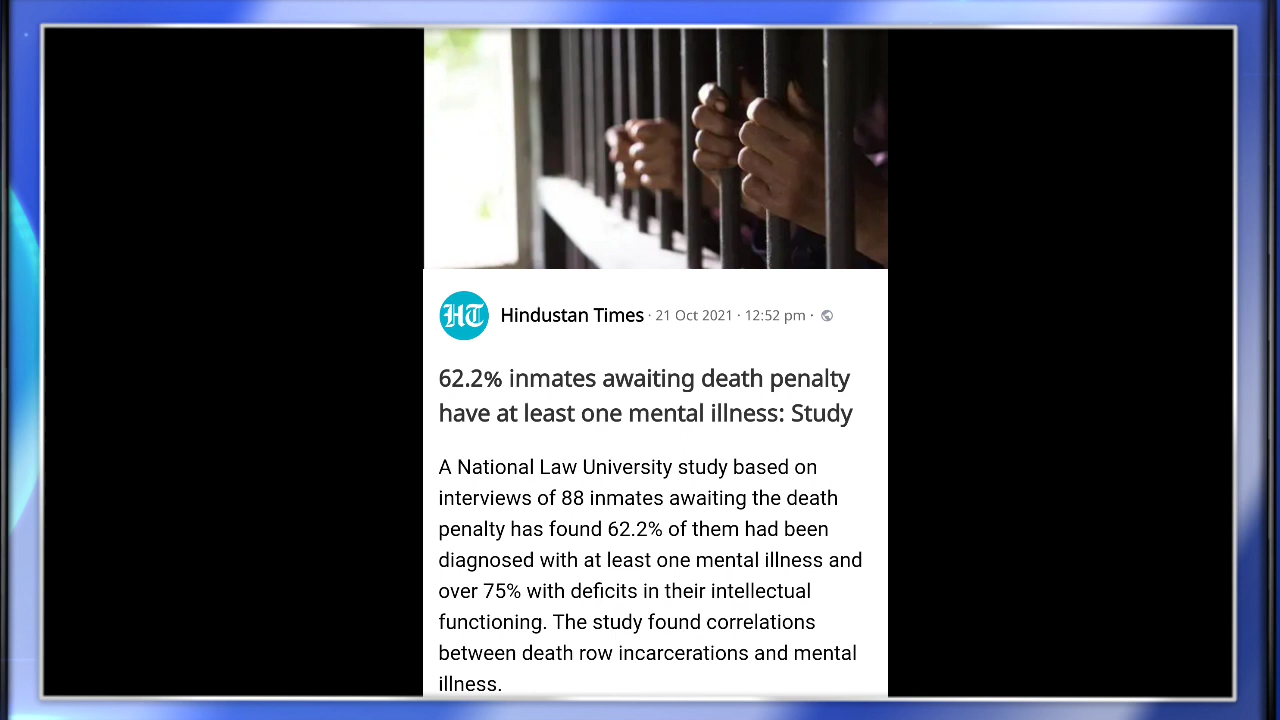 HT
Hindustan Times · 21 Oct 2021 · 12:52 pm ·
62.2% inmates awaiting death penalty
have at least one mental illness: Study
A National Law University study based on
interviews of 88 inmates awaiting the death
penalty has found 62.2% of them had been
diagnosed with at least one mental illness and
over 75% with deficits in their intellectual
functioning. The study found correlations
between death row incarcerations and mental
illness.